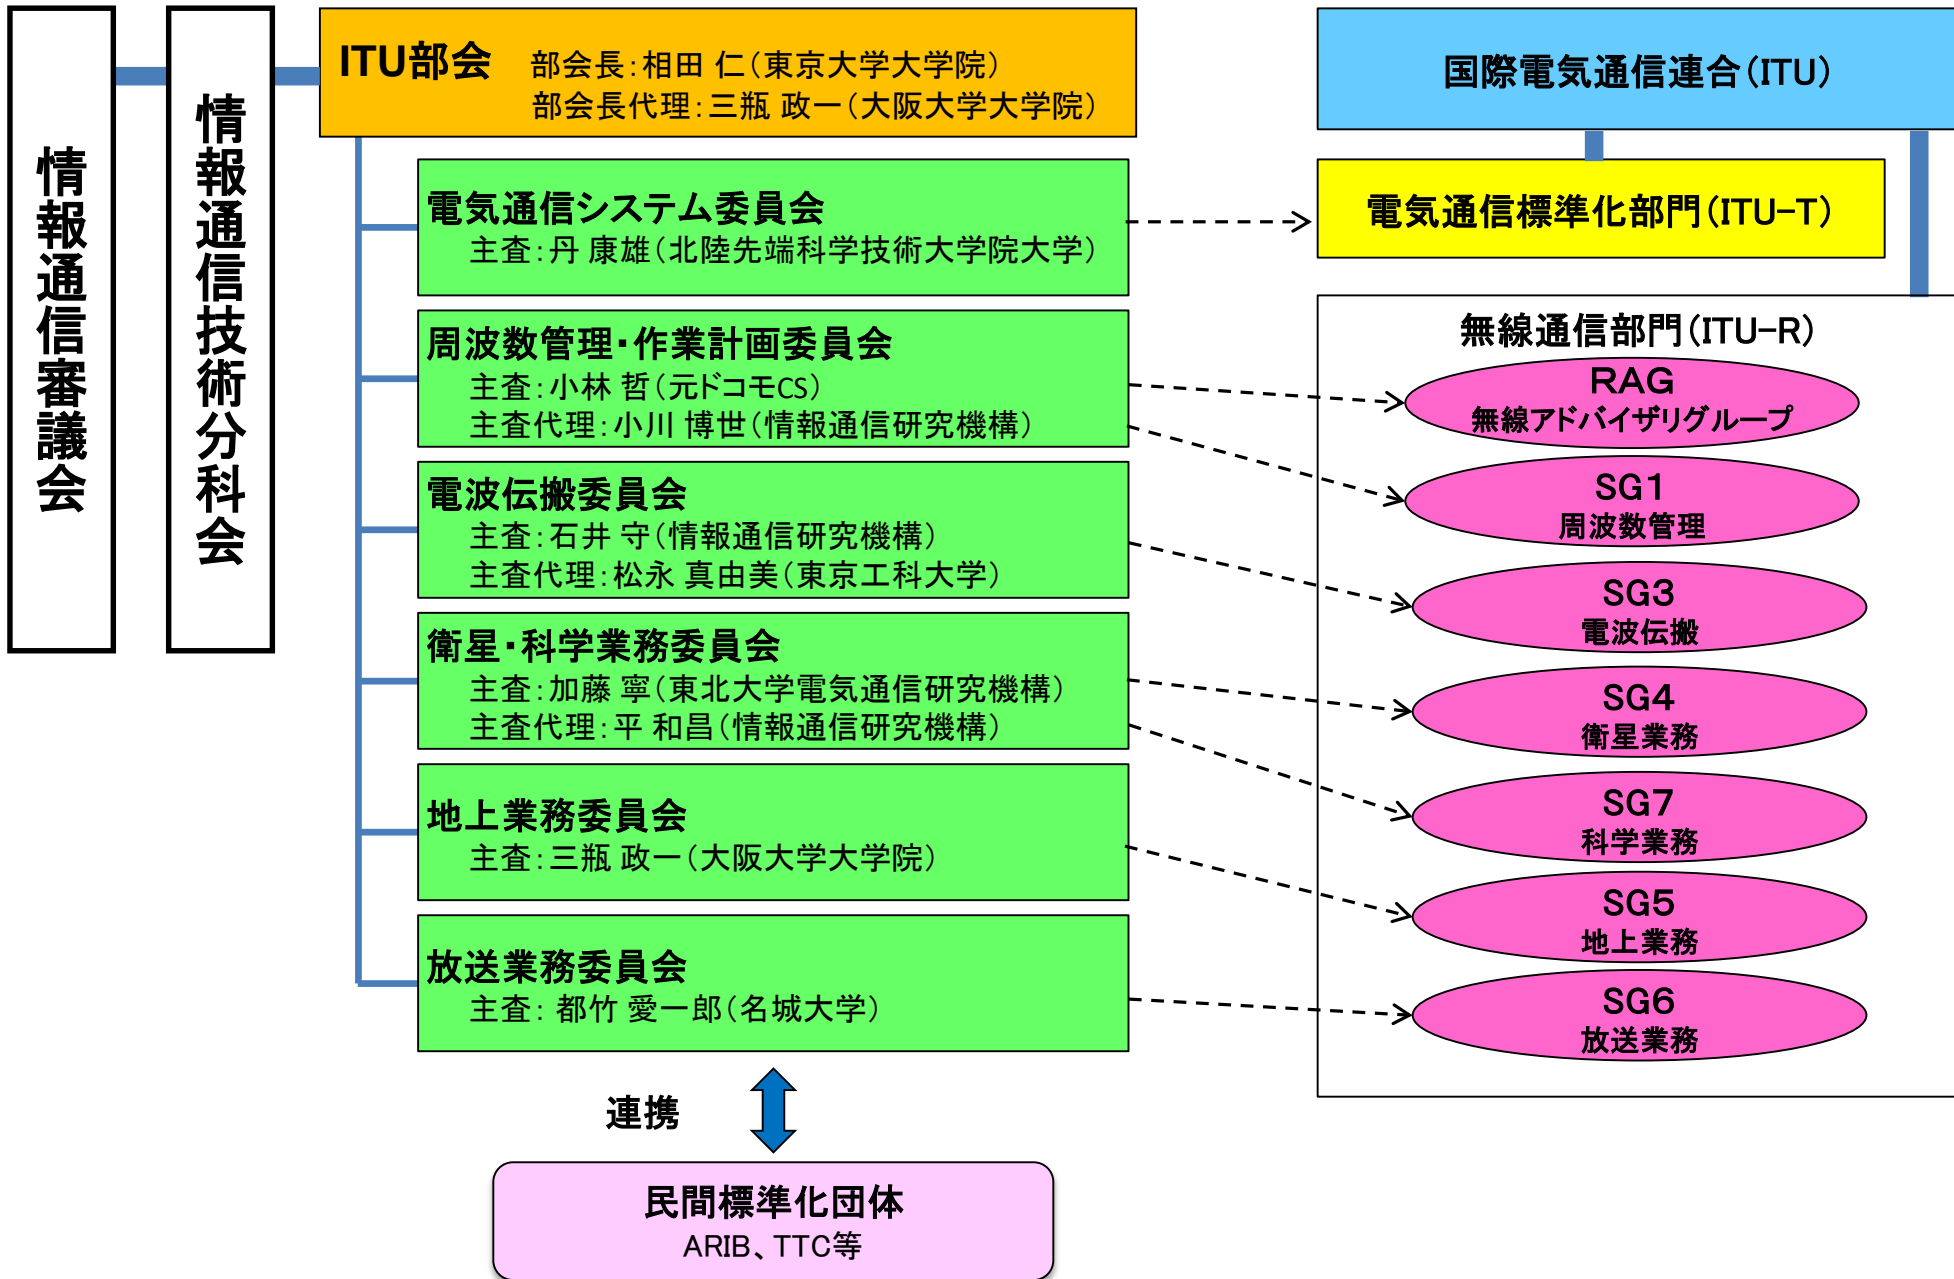 情報通信審議会
情報通信技術分科会
ITU部会 部会長：相田 仁（東京大学大学院）
部会長代理：三瓶 政一（大阪大学大学院）
電気通信システム委員会
主査：丹 康雄（北陸先端科学技術大学院大学）
周波数管理・作業計画委員会
主査：小林 哲（元ドコモCS）
主査代理：小川 博世（情報通信研究機構）
電波伝搬委員会
主査：石井 守（情報通信研究機構）
主査代理：松永 真由美（東京工科大学）
衛星・科学業務委員会
主査：加藤 寧（東北大学電気通信研究機構）
主査代理：平 和昌（情報通信研究機構）
地上業務委員会
主査：三瓶 政一（大阪大学大学院）
放送業務委員会
主査： 都竹 愛一郎（名城大学）
連携
民間標準化団体
ARIB、TTC等
国際電気通信連合（ITU）
電気通信標準化部門（ITU-T）
無線通信部門（ITU-R）
RAG
無線アドバイザリグループ
SG1
周波数管理
SG3
電波伝搬
SG4
衛星業務
SG7
科学業務
SG5
地上業務
SG6
放送業務